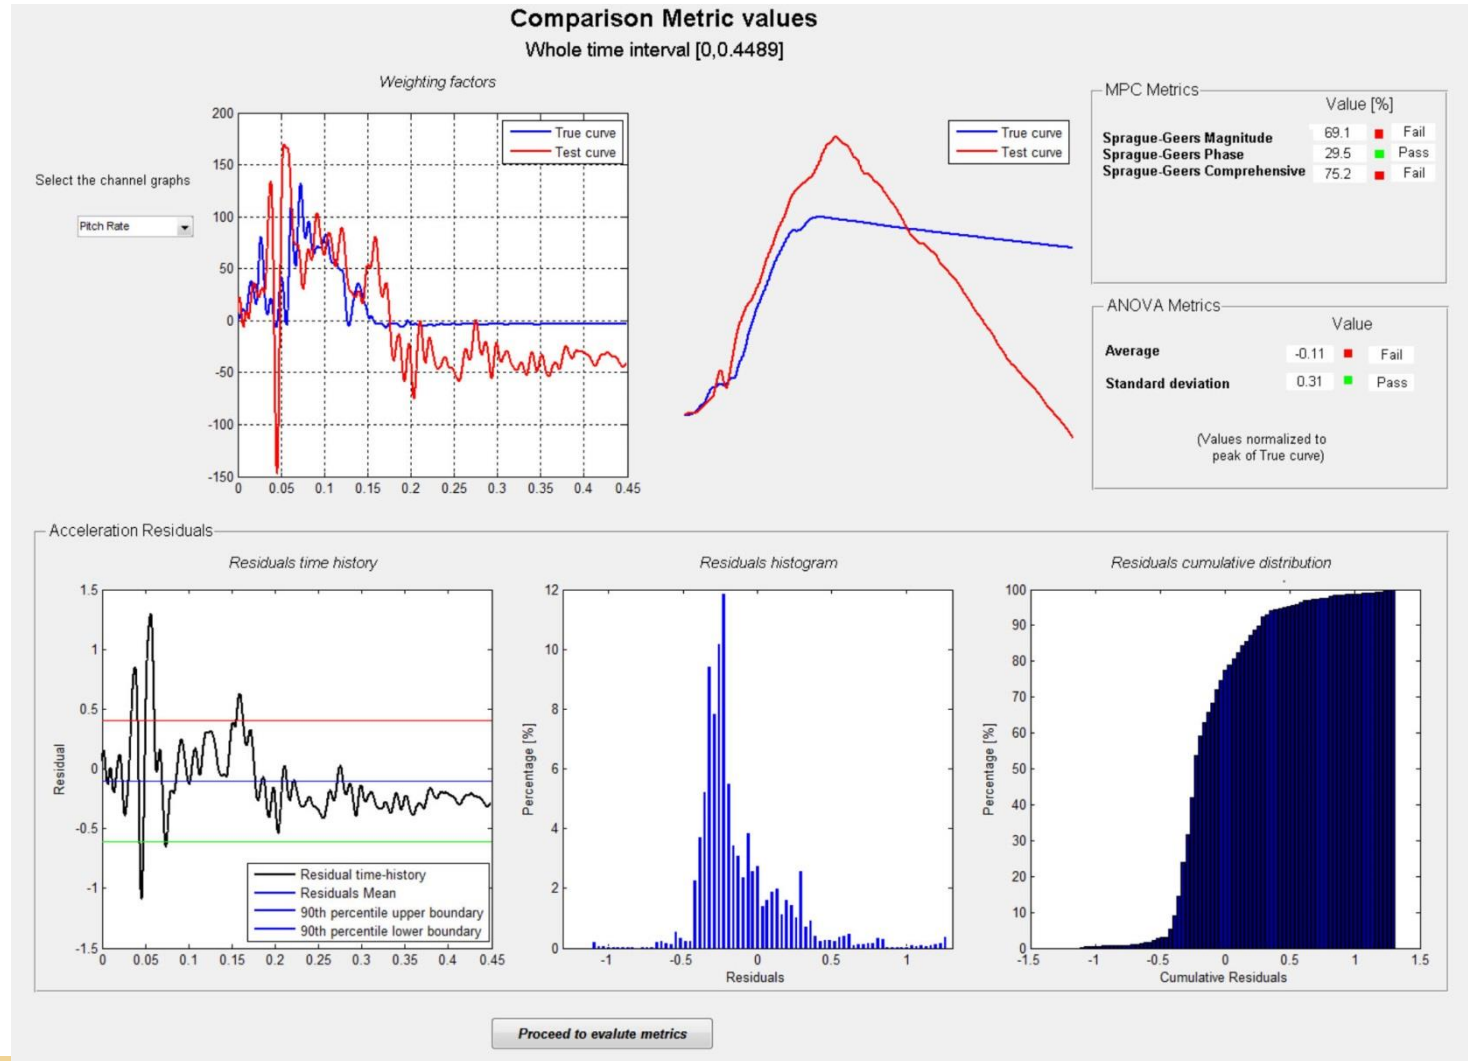 Comparison Metric values
Whole time interval [0,0.4489]
Weighting factors
Select the channel graphs
Pitch Rate
200
150
100
50
0
-50
-100
-150
0 0.05 0.1 0.15 0.2 0.25 0.3 0.35 0.4 0.45
True curve
Test curve
True curve
Test curve
MPC Metrics
Value [%]
Sprague-Geers Magnitude 69.1 Fail
Sprague-Geers Phase 29.5 Pass
Sprague-Geers Comprehensive 75.2 Fail
ANOVA Metrics
Value
Average -0.11 Fail
Standard deviation 0.31 Pass
(Values normalized to
peak of True curve)
Acceleration Residuals
Residuals time history
1.5
1
0.5
0
-0.5
-1
-1.5
Residual
0 0.05 0.1 0.15 0.2 0.25 0.3 0.35 0.4 0.45
Residual time-history
Residuals Mean
90th percentile upper boundary
90th percentile lower boundary
Residuals histogram
12
10
8
6
4
2
0
Percentage [%]
-1 -0.5 0 0.5 1
Residuals
Residuals cumulative distribution
100
90
80
70
60
50
40
30
20
10
0
Percentage [%]
-1.5 -1 -0.5 0 0.5 1 1.5
Cumulative Residuals
Proceed to evalute metrics